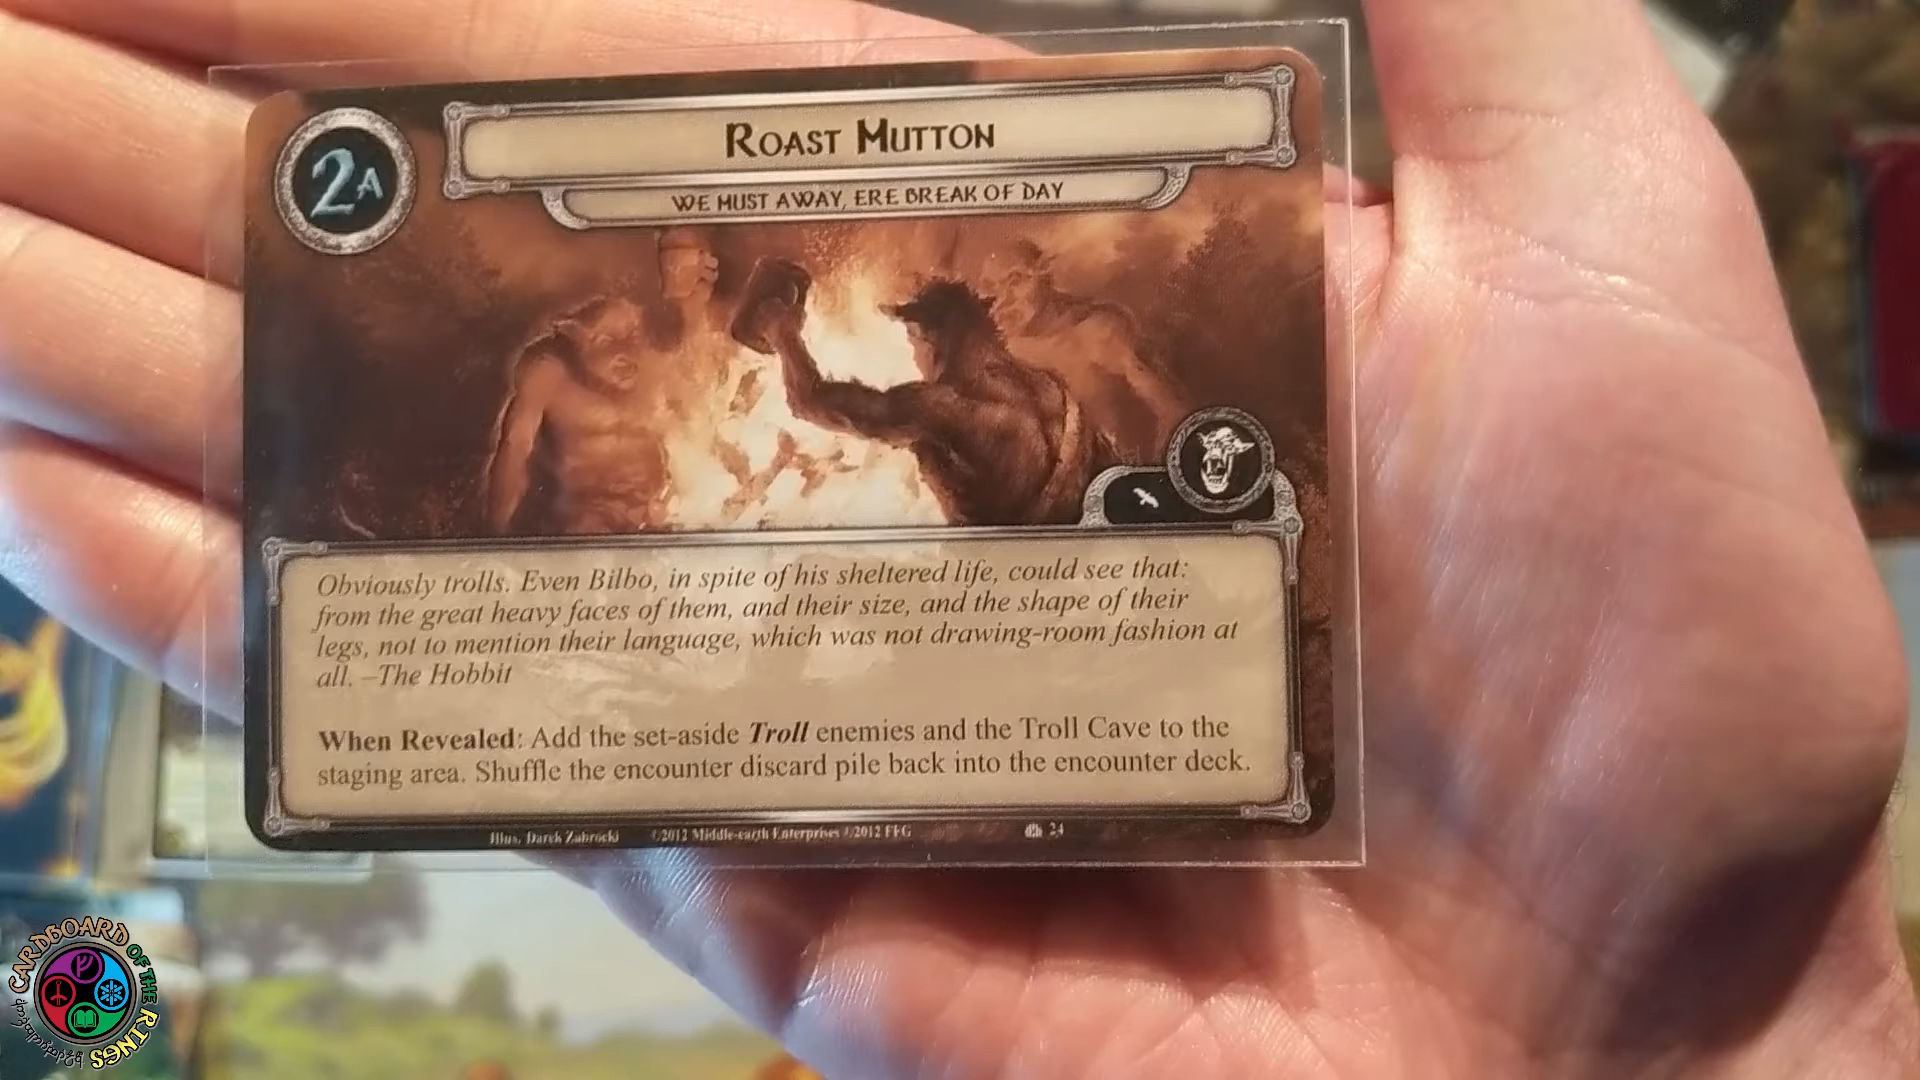 2A
ROAST MUTTON
WE MUST AWAY, ERE BREAK OF DAY
Obviously trolls. Even Bilbo, in spite of his sheltered life, could see that:
from the great heavy faces of them, and their size, and the shape of their
legs, not to mention their language, which was not drawing-room fashion at
all. –The Hobbit
When Revealed: Add the set-aside Troll enemies and the Troll Cave to the
staging area. Shuffle the encounter discard pile back into the encounter deck.
Illus. Darek Zabrocki ©2012 Middle-earth Enterprises ©2012 FFG 24
CARDBOARD OF THE RINGS